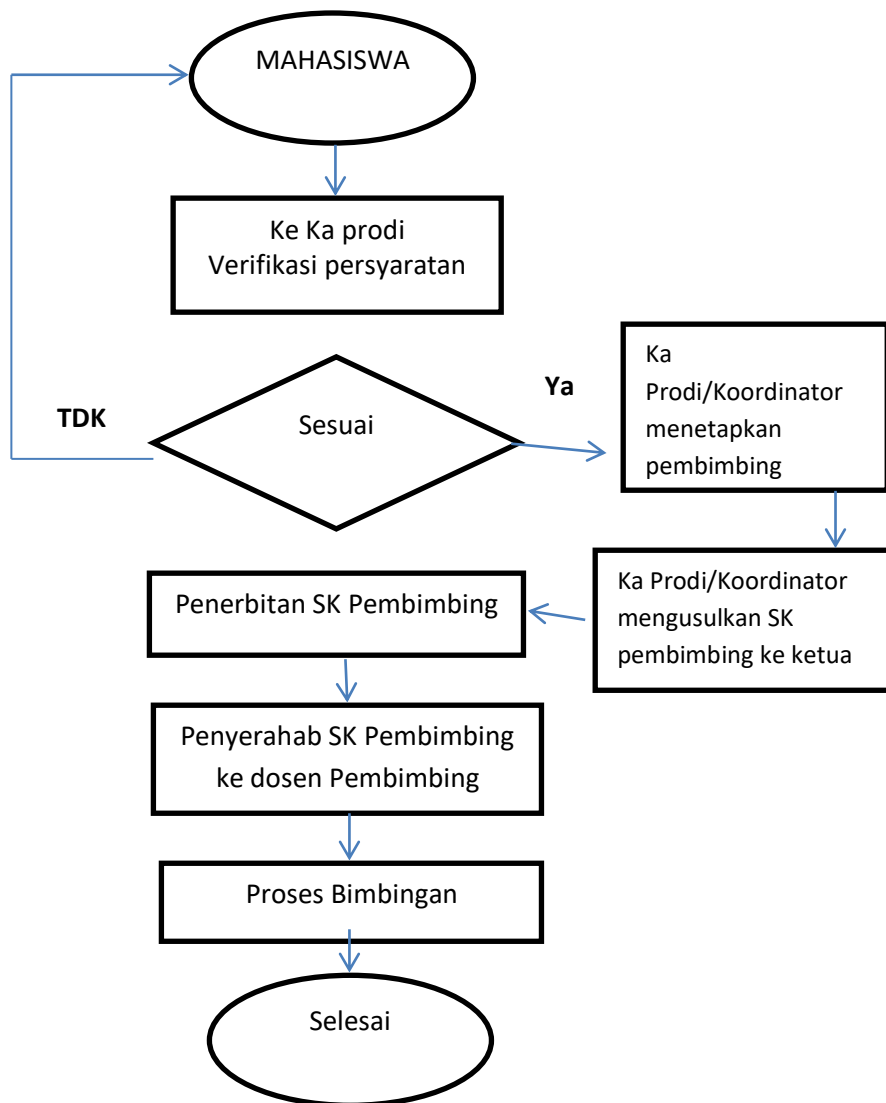 MAHASISWA
Ke Ka prodi
Verifikasi persyaratan
TDK
Sesuai
Ya
Ka
Prodi/Koordinator
menetapkan
pembimbing
Ka Prodi/Koordinator
mengusulkan SK
pembimbing ke ketua
Penerbitan SK Pembimbing
Penyerahab SK Pembimbing
ke dosen Pembimbing
Proses Bimbingan
Selesai